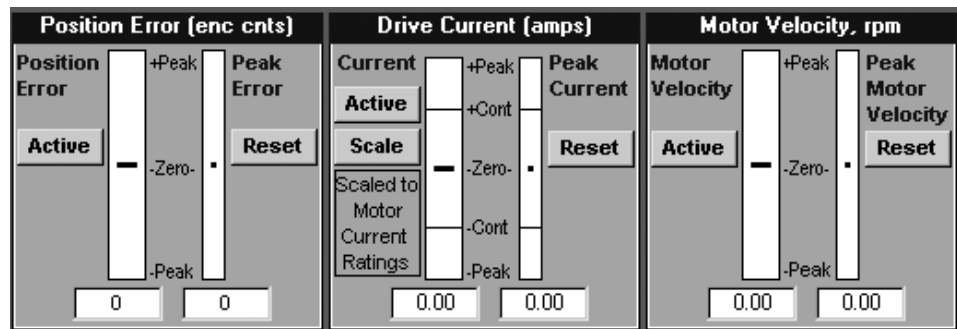 Position Error (enc cnts)
Position Error
Active
+Peak
-Zero-
-Peak
Peak Error
Reset
0
0
Drive Current (amps)
Current
Active
Scale
Scaled to
Motor
Current
Ratings
+Peak
+Cont
-Zero-
-Cont
-Peak
Peak Current
Reset
0.00
0.00
Motor Velocity, rpm
Motor Velocity
Active
+Peak
-Zero-
-Peak
Peak Motor Velocity
Reset
0.00
0.00